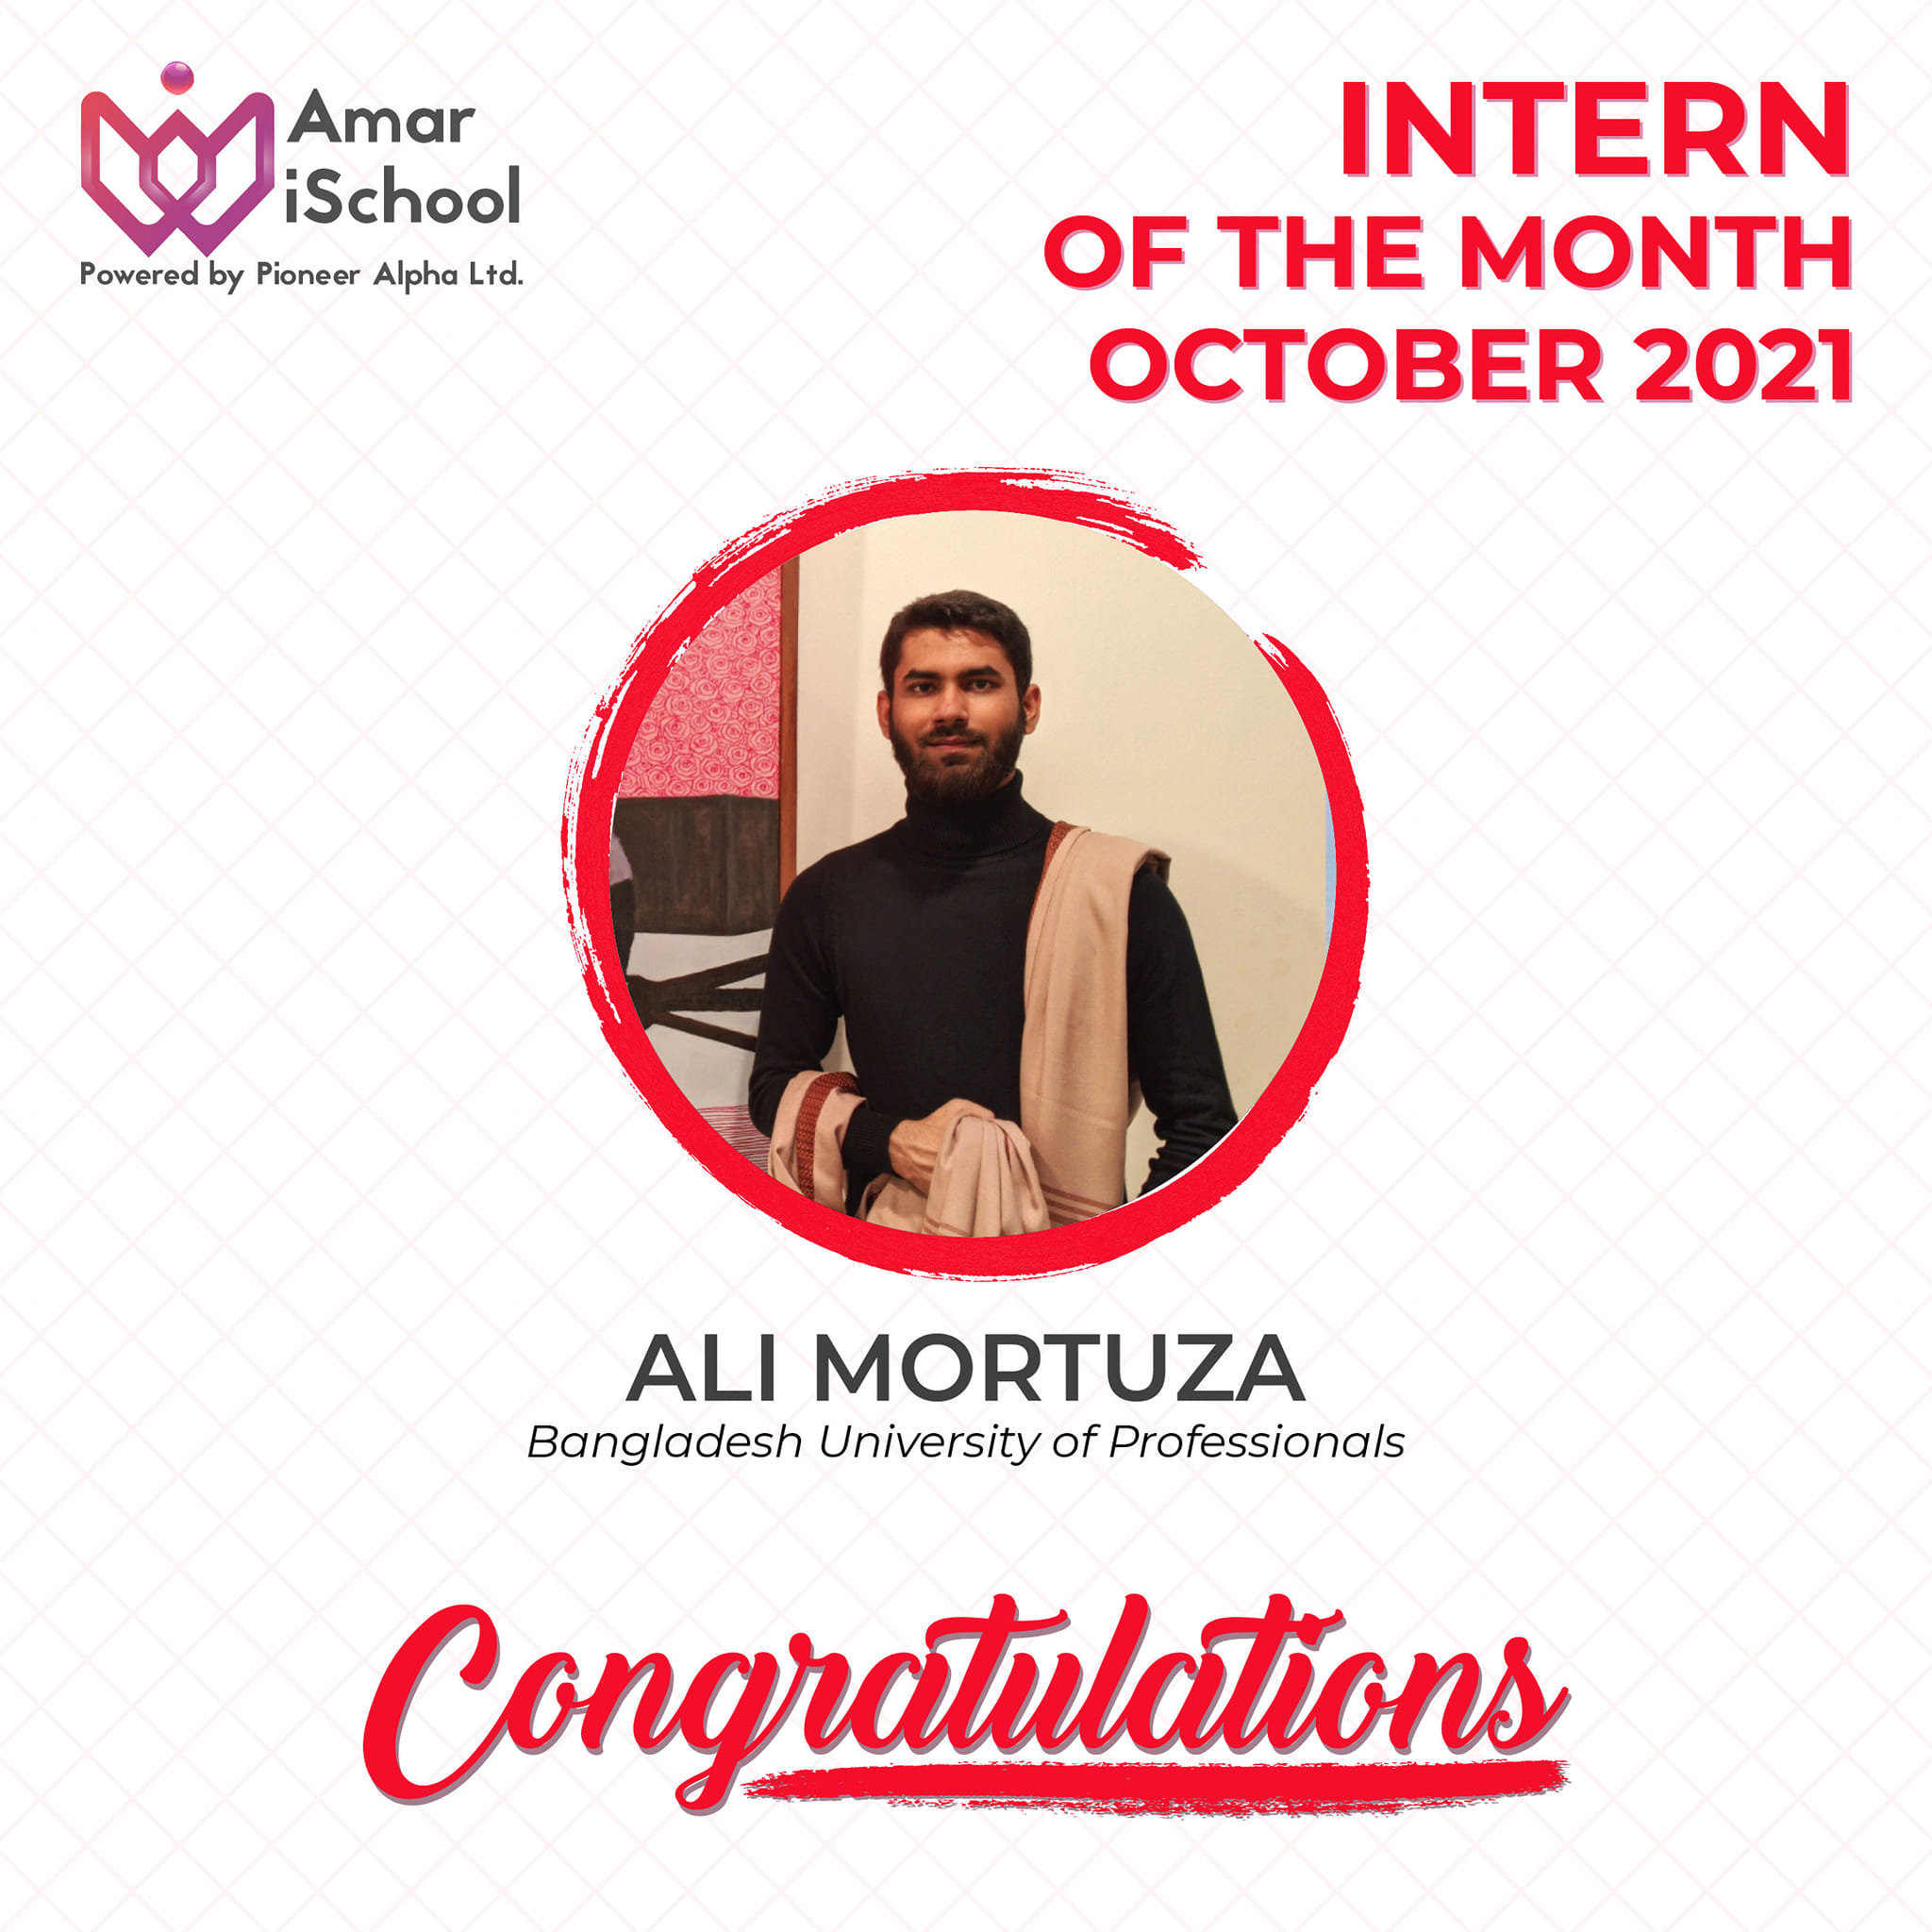 Amar
iSchool
Powered by Pioneer Alpha Ltd.
INTERN
OF THE MONTH
OCTOBER 2021
ALI MORTUZA
Bangladesh University of Professionals
Congratulations